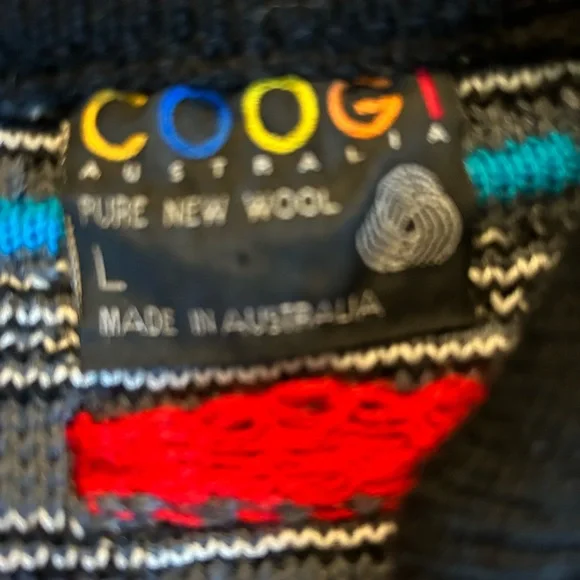 COOGI
AUSTRALIA
PURE NEW WOOL
L
MADE IN AUSTRALIA